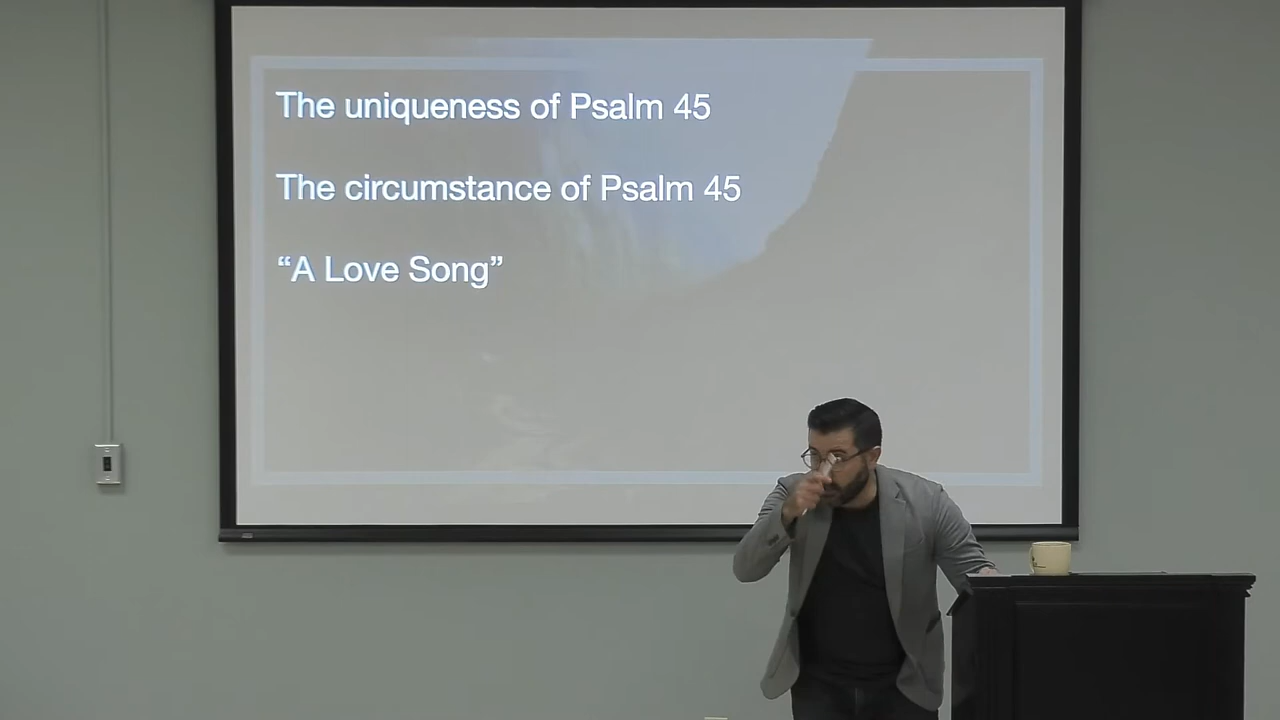 The uniqueness of Psalm 45
The circumstance of Psalm 45
“A Love Song”